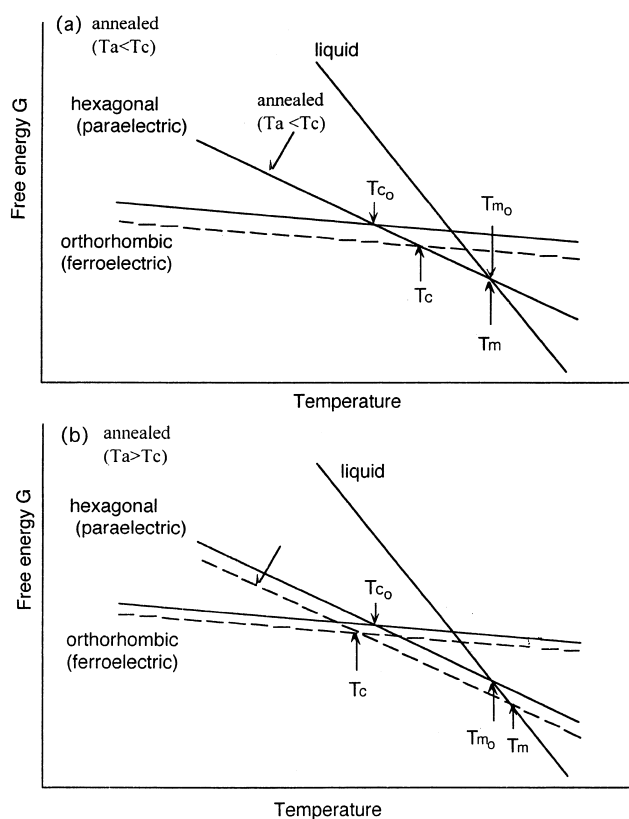 (a) annealed
(Ta<Tc)
liquid
hexagonal
(paraelectric)
annealed
(Ta <Tc)
Tco
Tmo
orthorhombic
(ferroelectric)
Tc
Tm
Free energy G
Temperature
(b) annealed
(Ta>Tc)
liquid
hexagonal
(paraelectric)
Tco
orthorhombic
(ferroelectric)
Tc
Tmo Tm
Free energy G
Temperature